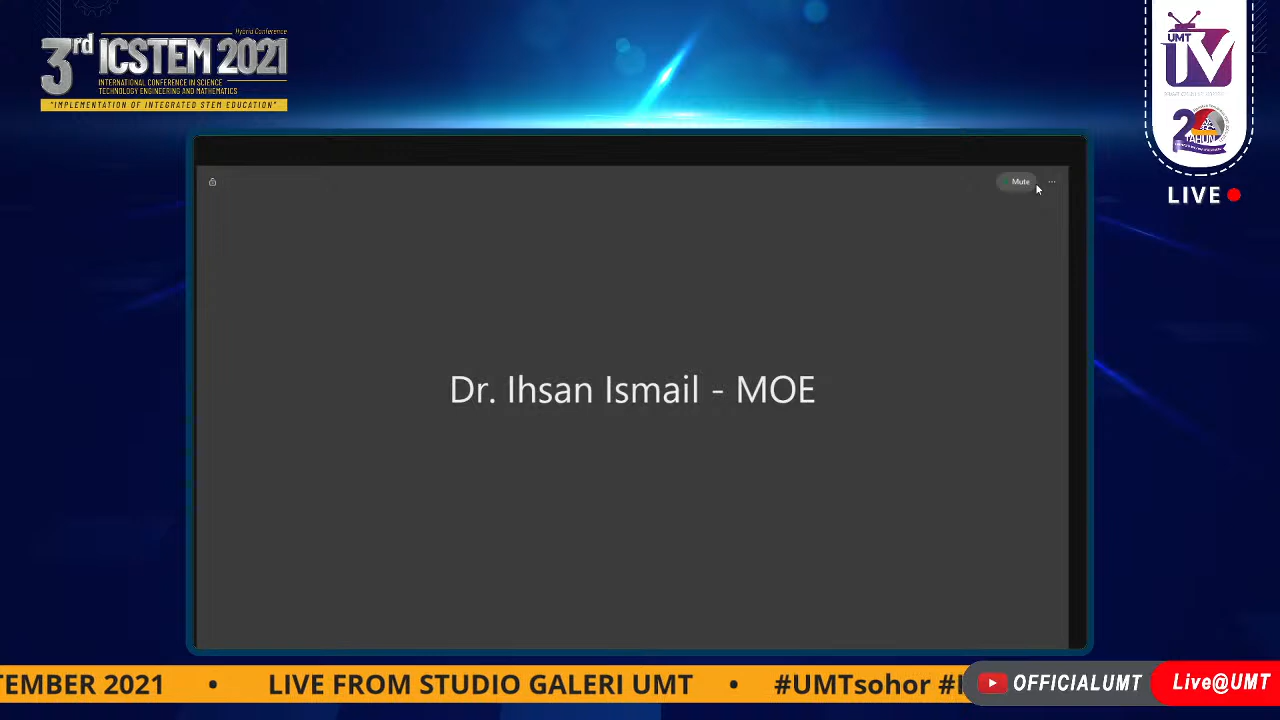 Hybrid Conference
3rd ICSTEM 2021
INTERNATIONAL CONFERENCE IN SCIENCE
TECHNOLOGY ENGINEERING AND MATHEMATICS
"IMPLEMENTATION OF INTEGRATED STEM EDUCATION"
UMT
TV
20
TAHUN
LIVE
Mute
Dr. Ihsan Ismail - MOE
TEMBER 2021 • LIVE FROM STUDIO GALERI UMT • #UMTsohor #
OFFICIALUMT
Live@UMT